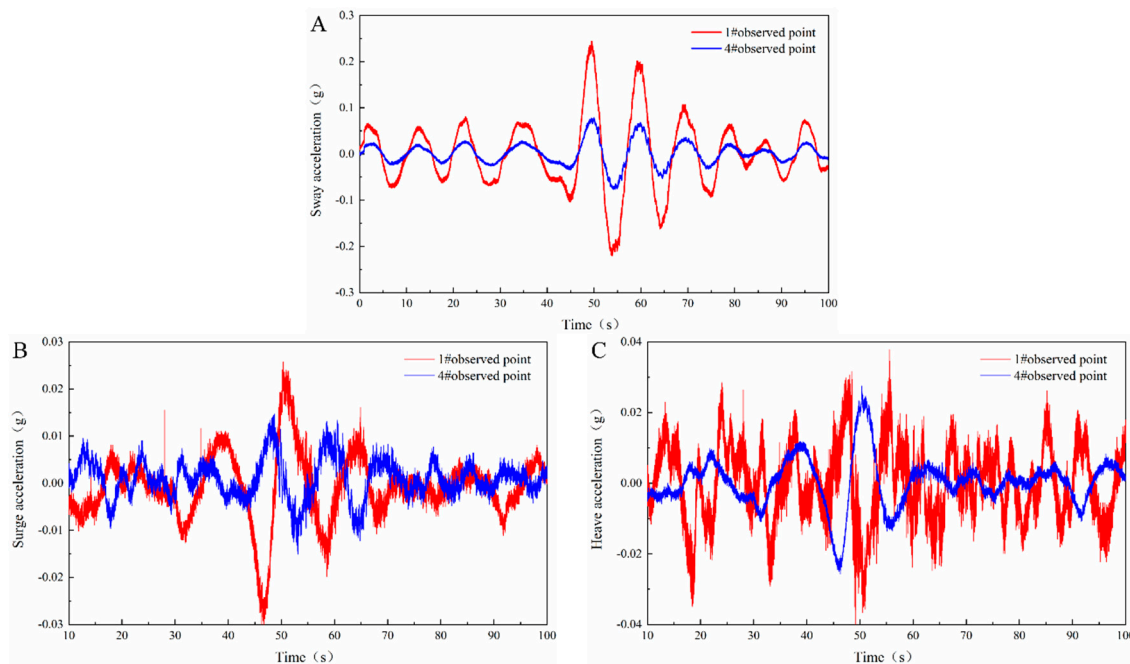 A
0.3
0.2
0.1
0.0
-0.1
-0.2
-0.3
Sway acceleration（g）
1#observed point
4#observed point
0 10 20 30 40 50 60 70 80 90 100
Time（s）
B
0.03
0.02
0.01
0.00
-0.01
-0.02
-0.03
Surge acceleration（g）
1#observed point
4#observed point
10 20 30 40 50 60 70 80 90 100
Time（s）
C
0.04
0.02
0.00
-0.02
-0.04
Heave acceleration（g）
1#observed point
4#observed point
10 20 30 40 50 60 70 80 90 100
Time（s）